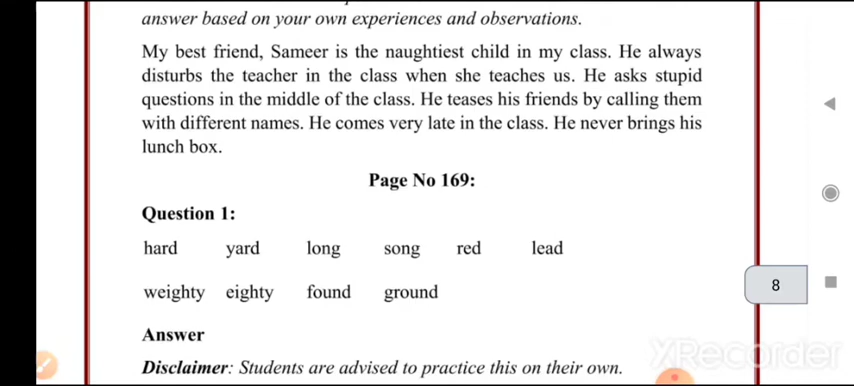 answer based on your own experiences and observations.
My best friend, Sameer is the naughtiest child in my class. He always
disturbs the teacher in the class when she teaches us. He asks stupid
questions in the middle of the class. He teases his friends by calling them
with different names. He comes very late in the class. He never brings his
lunch box.
Page No 169:
Question 1:
hard yard long song red lead
weighty eighty found ground
8
Answer
Disclaimer: Students are advised to practice this on their own.
XRecorder